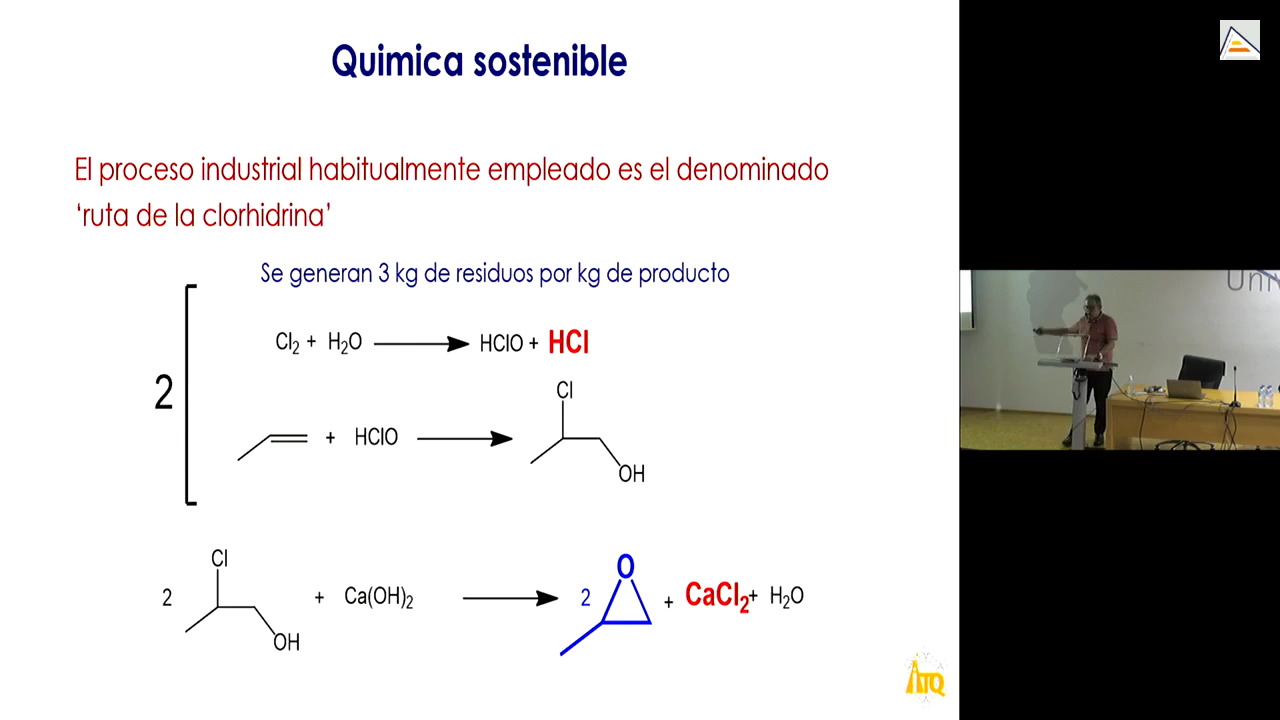 Quimica sostenible
El proceso industrial habitualmente empleado es el denominado
‘ruta de la clorhidrina’
Se generan 3 kg de residuos por kg de producto
2
Cl₂ + H₂O HClO + HCl
+ HClO
Cl
OH
2
Cl
OH
+ Ca(OH)₂
2
O
+ CaCl₂+ H₂O
ATQ
Uni